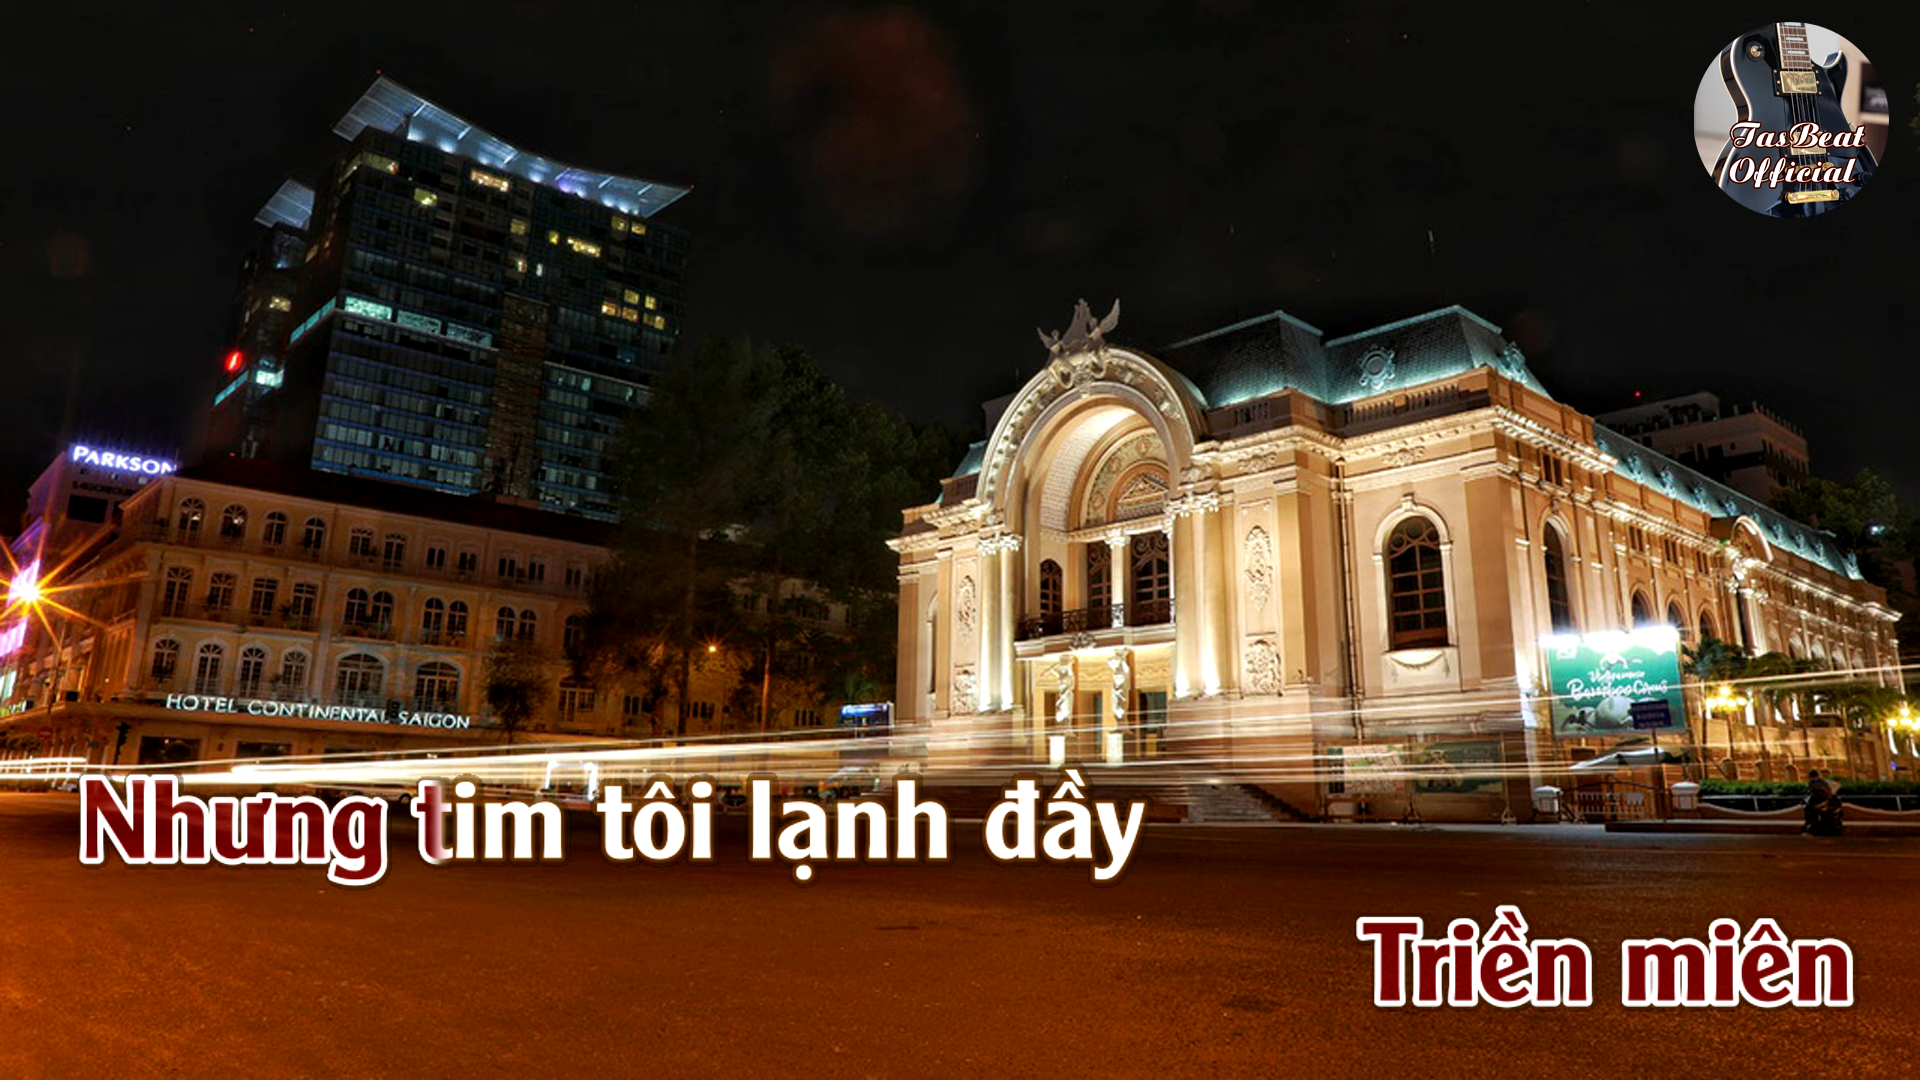 TasBeat
Official
PARKSON
HOTEL CONTINENTAL SAIGON
Nhưng tim tôi lạnh đầy
Triền miên